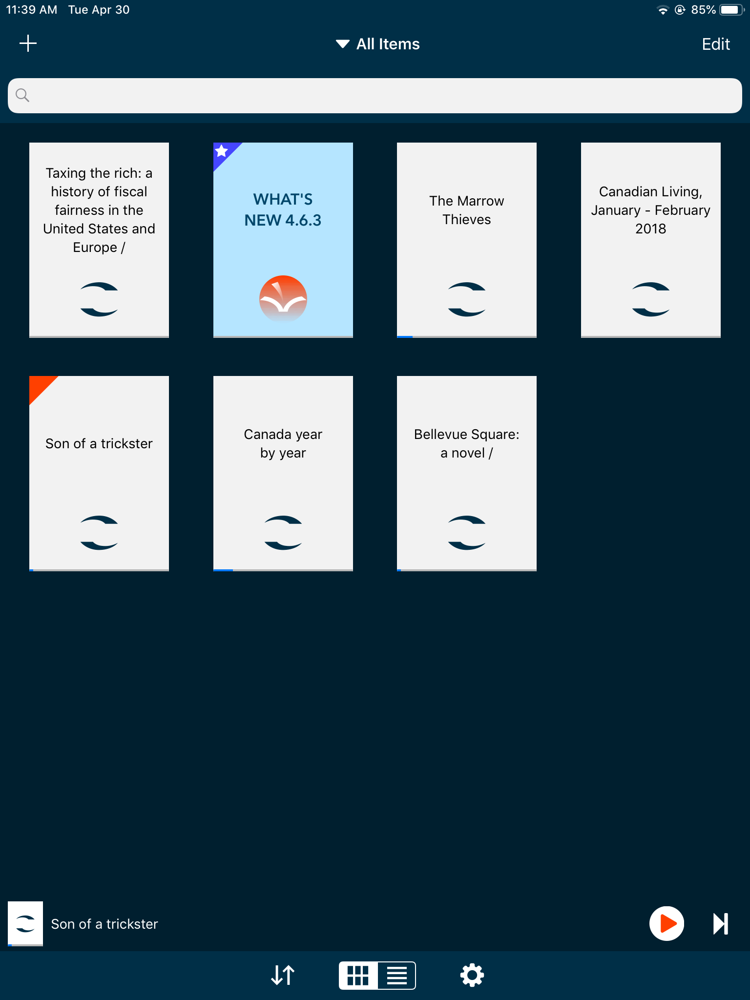 11:39 AM Tue Apr 30
85%
All Items
Edit
Taxing the rich: a
history of fiscal
fairness in the
United States and
Europe /
WHAT'S
NEW 4.6.3
The Marrow
Thieves
Canadian Living,
January - February
2018
Son of a trickster
Canada year
by year
Bellevue Square:
a novel /
Son of a trickster